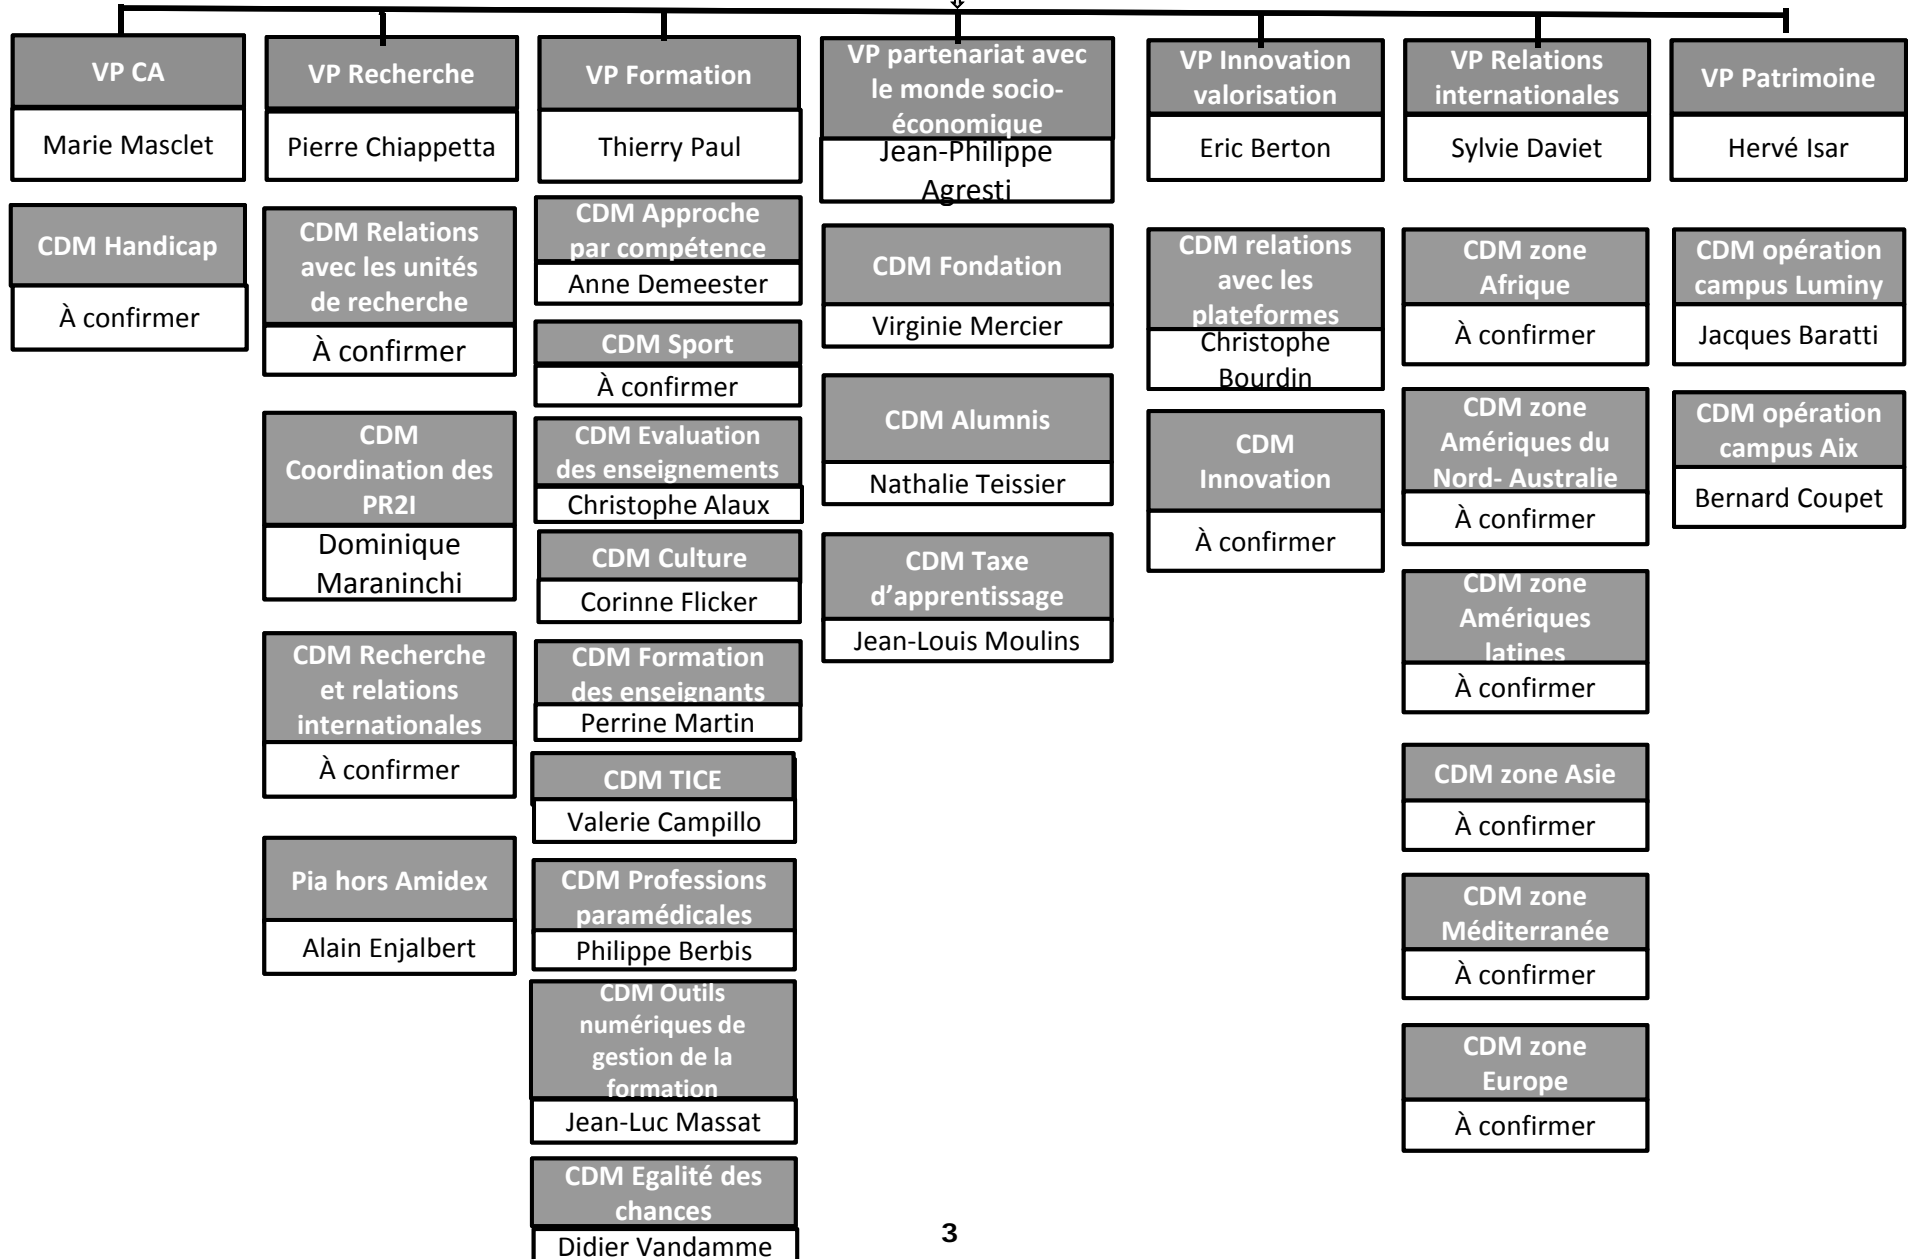 VP CA
Marie Masclet
CDM Handicap
À confirmer
VP Recherche
Pierre Chiappetta
CDM Relations
avec les unités
de recherche
À confirmer
CDM
Coordination des
PR2I
Dominique
Maraninchi
CDM Recherche
et relations
internationales
À confirmer
Pia hors Amidex
Alain Enjalbert
VP Formation
Thierry Paul
CDM Approche
par compétence
Anne Demeester
CDM Sport
À confirmer
CDM Evaluation
des enseignements
Christophe Alaux
CDM Culture
Corinne Flicker
CDM Formation
des enseignants
Perrine Martin
CDM TICE
Valerie Campillo
CDM Professions
paramédicales
Philippe Berbis
CDM Outils
numériques de
gestion de la
formation
Jean-Luc Massat
CDM Egalité des
chances
Didier Vandamme
VP partenariat avec
le monde socio-
économique
Jean-Philippe
Agresti
CDM Fondation
Virginie Mercier
CDM Alumnis
Nathalie Teissier
CDM Taxe
d’apprentissage
Jean-Louis Moulins
VP Innovation
valorisation
Eric Berton
CDM relations
avec les
plateformes
Christophe
Bourdin
CDM
Innovation
À confirmer
VP Relations
internationales
Sylvie Daviet
CDM zone
Afrique
À confirmer
CDM zone
Amériques du
Nord- Australie
À confirmer
CDM zone
Amériques
latines
À confirmer
CDM zone Asie
À confirmer
CDM zone
Méditerranée
À confirmer
CDM zone
Europe
À confirmer
VP Patrimoine
Hervé Isar
CDM opération
campus Luminy
Jacques Baratti
CDM opération
campus Aix
Bernard Coupet
3